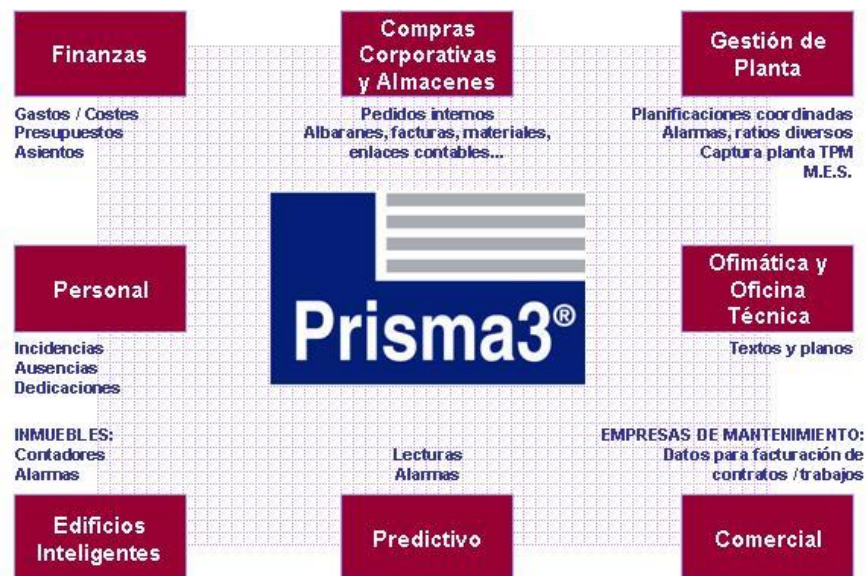 Finanzas
Compras
Corporativas
y Almacenes
Gestión de
Planta
Gastos / Costes
Presupuestos
Asientos
Pedidos internos
Albaranes, facturas, materiales,
enlaces contables...
Planificaciones coordinadas
Alarmas, ratios diversos
Captura planta TPM
M.E.S.
Prisma3®
Personal
Ofimática y
Oficina
Técnica
Incidencias
Ausencias
Dedicaciones
Textos y planos
INMUEBLES:
Contadores
Alarmas
Lecturas
Alarmas
EMPRESAS DE MANTENIMIENTO:
Datos para facturación de
contratos / trabajos
Edificios
Inteligentes
Predictivo
Comercial